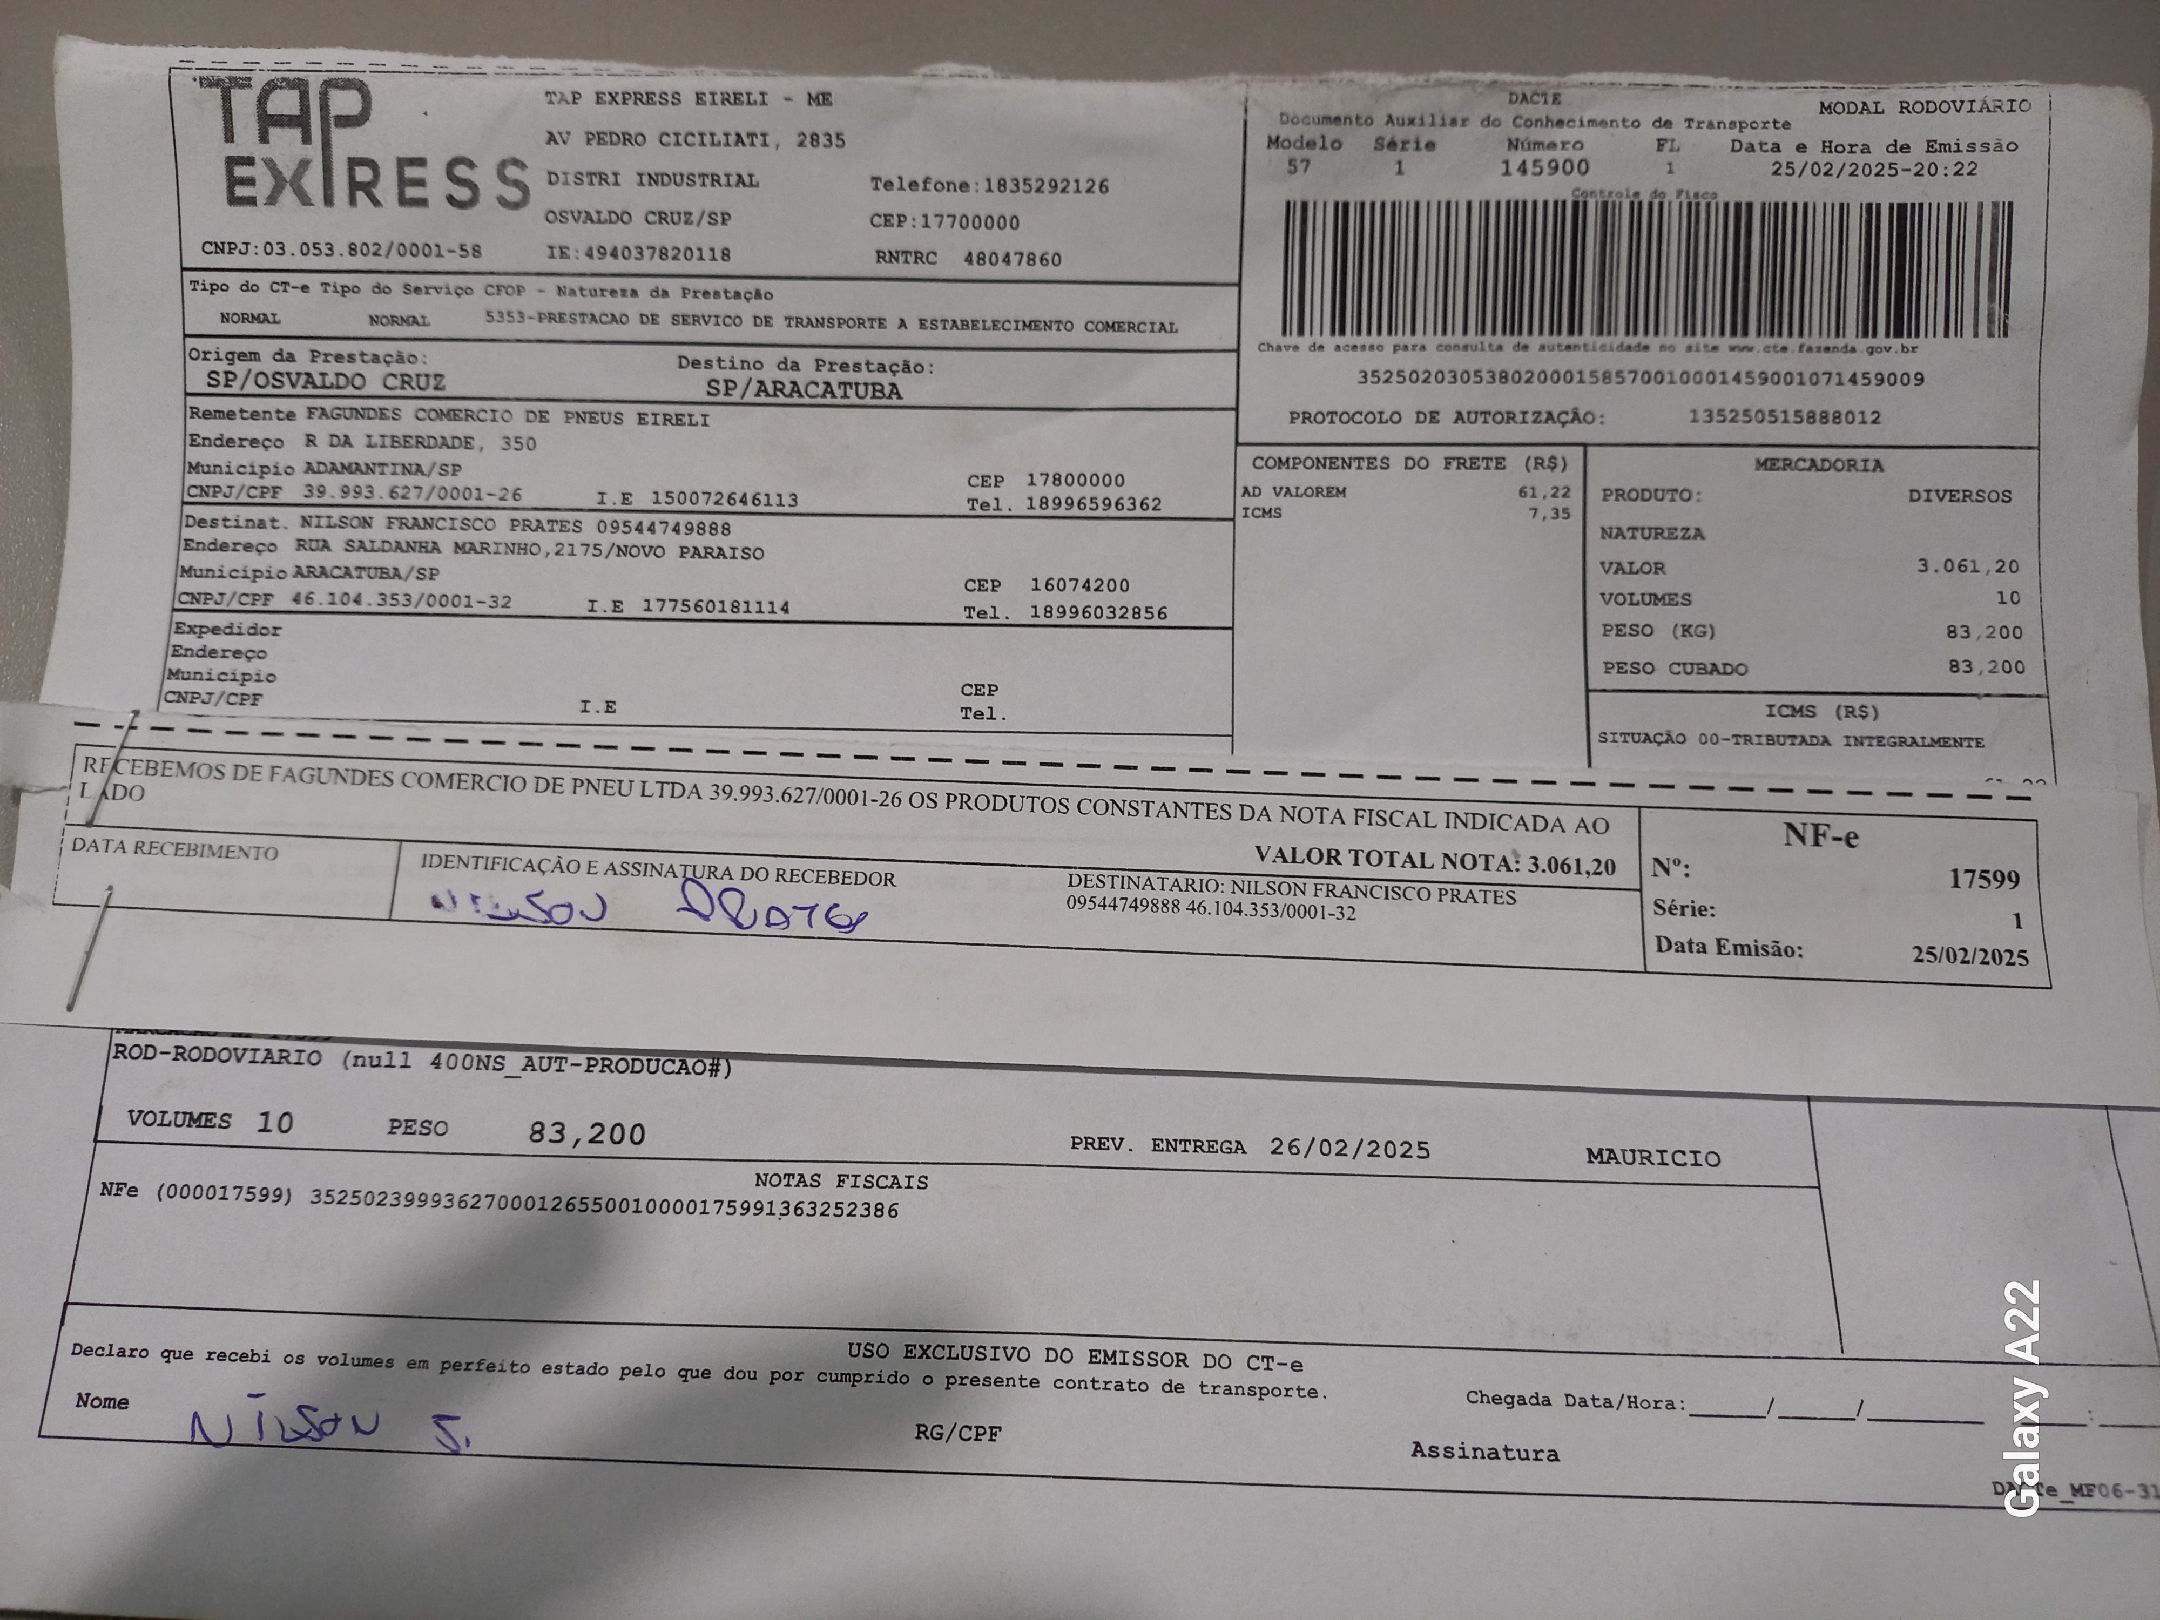 TAP EXPRESS
TAP EXPRESS EIRELI - ME
AV PEDRO CICILIATI, 2835
DISTRI INDUSTRIAL
Telefone:1835292126
OSVALDO CRUZ/SP
CEP:17700000
CNPJ:03.053.802/0001-58
IE:494037820118
RNTRC 48047860
DACTE
MODAL RODOVIÁRIO
Documento Auxiliar do Conhecimento de Transporte
Modelo Série Número FL Data e Hora de Emissão
57 1 145900 1 25/02/2025-20:22
Controle do Fisco
Chave de acesso para consulta de autenticidade no site www.cte.fazenda.gov.br
35250203053802000158570010001459001071459009
PROTOCOLO DE AUTORIZAÇÃO: 135250515888012
Tipo do CT-e Tipo do Serviço CFOP - Natureza da Prestação
NORMAL NORMAL 5353-PRESTACAO DE SERVICO DE TRANSPORTE A ESTABELECIMENTO COMERCIAL
Origem da Prestação: Destino da Prestação:
SP/OSVALDO CRUZ SP/ARACATUBA
Remetente FAGUNDES COMERCIO DE PNEUS EIRELI
Endereço R DA LIBERDADE, 350
Município ADAMANTINA/SP CEP 17800000
CNPJ/CPF 39.993.627/0001-26 I.E 150072646113 Tel. 18996596362
Destinat. NILSON FRANCISCO PRATES 09544749888
Endereço RUA SALDANHA MARINHO,2175/NOVO PARAISO
Município ARACATUBA/SP CEP 16074200
CNPJ/CPF 46.104.353/0001-32 I.E 177560181114 Tel. 18996032856
Expedidor
Endereço
Município CEP
CNPJ/CPF I.E Tel.
COMPONENTES DO FRETE (R$)
AD VALOREM 61,22
ICMS 7,35
MERCADORIA
PRODUTO: DIVERSOS
NATUREZA
VALOR 3.061,20
VOLUMES 10
PESO (KG) 83,200
PESO CUBADO 83,200
ICMS (R$)
SITUAÇÃO 00-TRIBUTADA INTEGRALMENTE
RECEBEMOS DE FAGUNDES COMERCIO DE PNEU LTDA 39.993.627/0001-26 OS PRODUTOS CONSTANTES DA NOTA FISCAL INDICADA AO
LADO
VALOR TOTAL NOTA: 3.061,20
DATA RECEBIMENTO
IDENTIFICAÇÃO E ASSINATURA DO RECEBEDOR
NILSON PRATES
DESTINATARIO: NILSON FRANCISCO PRATES
09544749888 46.104.353/0001-32
NF-e
Nº: 17599
Série: 1
Data Emisão: 25/02/2025
ROD-RODOVIARIO (null 400NS_AUT-PRODUCAO#)
VOLUMES 10 PESO 83,200 PREV. ENTREGA 26/02/2025 MAURICIO
NOTAS FISCAIS
NFe (000017599) 35250239993627000126550010000175991363252386
USO EXCLUSIVO DO EMISSOR DO CT-e
Declaro que recebi os volumes em perfeito estado pelo que dou por cumprido o presente contrato de transporte.
Nome NILSON S. RG/CPF
Chegada Data/Hora:_____/_____/________ _____:____
Assinatura
Galaxy A22